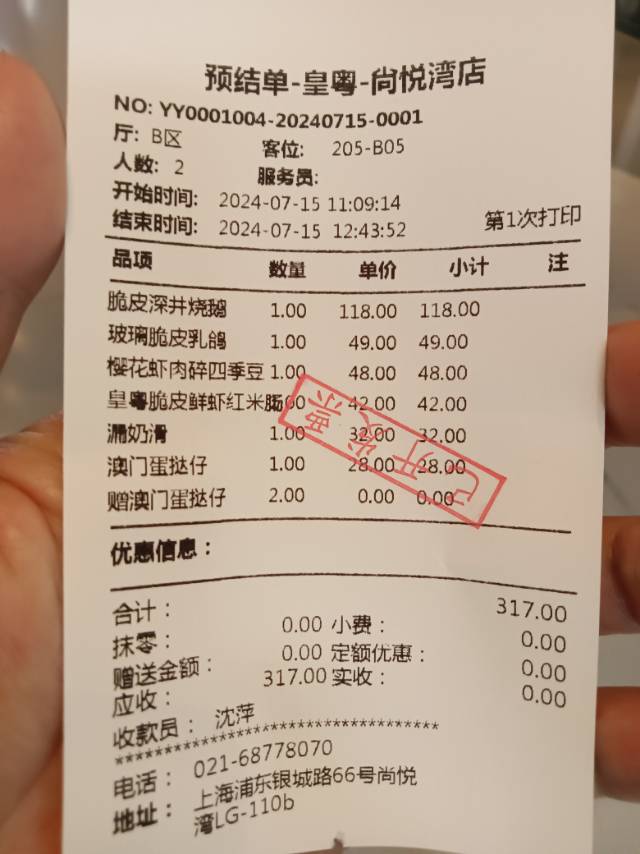 预结单-皇粤-尚悦湾店
NO: YY0001004-20240715-0001
厅: B区 客位: 205-B05
人数: 2 服务员:
开始时间: 2024-07-15 11:09:14
结束时间: 2024-07-15 12:43:52 第1次打印
品项 数量 单价 小计 注
脆皮深井烧鹅 1.00 118.00 118.00
玻璃脆皮乳鸽 1.00 49.00 49.00
樱花虾肉碎四季豆 1.00 48.00 48.00
皇粤脆皮鲜虾红米肠 .00 42.00 42.00
漏奶滑 1.00 32.00 32.00
澳门蛋挞仔 1.00 28.00 28.00
赠澳门蛋挞仔 2.00 0.00 0.00
已开发票
优惠信息：
合计： 317.00
抹零： 0.00 小费： 0.00
赠送金额： 0.00 定额优惠： 0.00
应收： 317.00 实收： 0.00
收款员： 沈萍
****************************************
电话： 021-68778070
地址： 上海浦东银城路66号尚悦
湾LG-110b